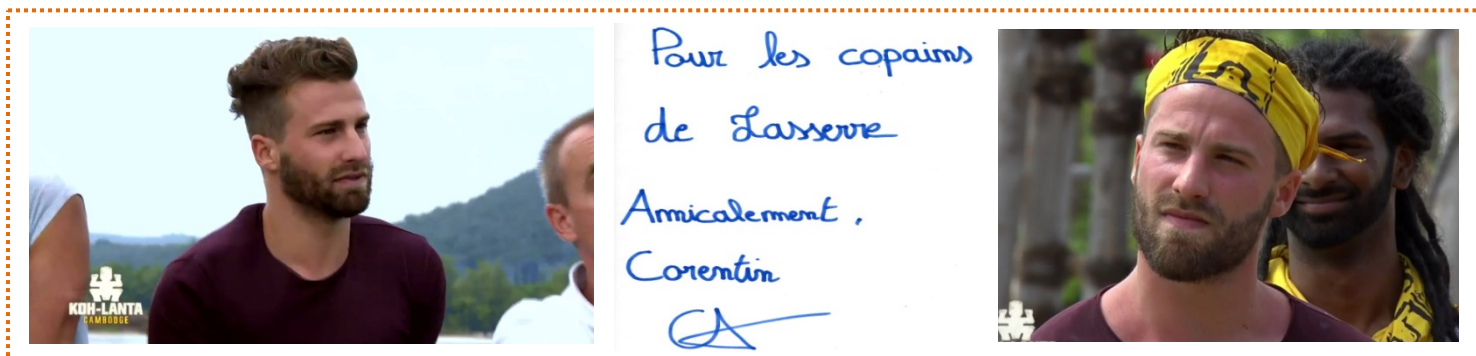 KOH-LANTA
CAMBODGE
Pour les copains
de Lasserre
Amicalement,
Corentin